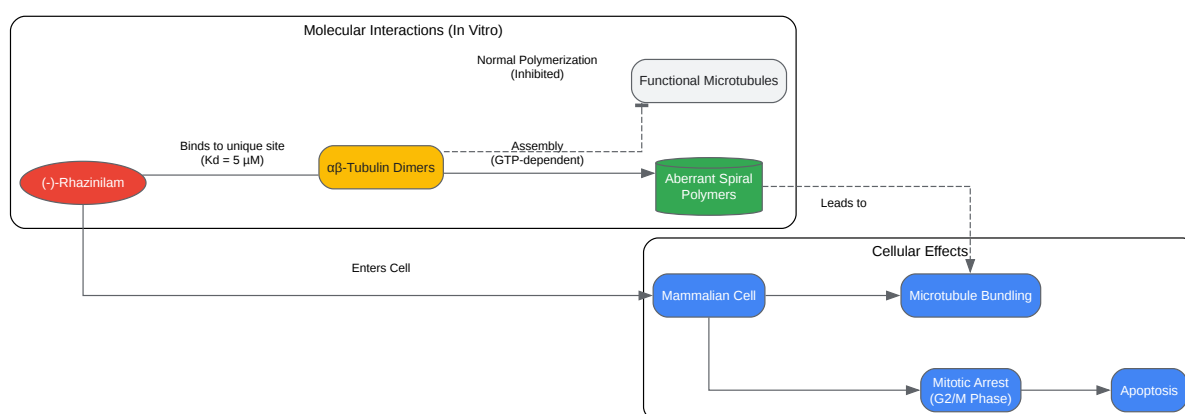 Molecular Interactions (In Vitro)
Normal Polymerization
(Inhibited)
Functional Microtubules
Binds to unique site
(Kd = 5 µM)
Assembly
(GTP-dependent)
(-)-Rhazinilam
αβ-Tubulin Dimers
Aberrant Spiral
Polymers
Leads to
Cellular Effects
Enters Cell
Mammalian Cell
Microtubule Bundling
Mitotic Arrest
(G2/M Phase)
Apoptosis